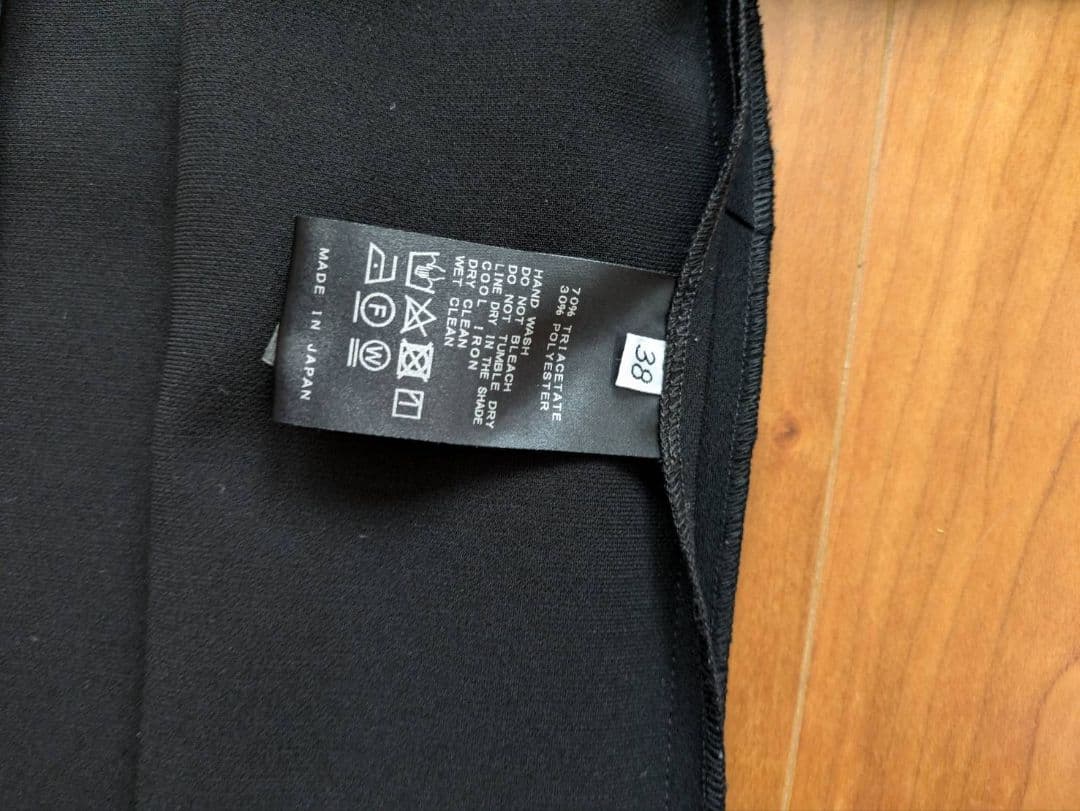 38
70% TRIACETATE
30% POLYESTER
HAND WASH
DO NOT BLEACH
DO NOT TUMBLE DRY
LINE DRY IN THE SHADE
COOL IRON
DRY CLEAN
WET CLEAN
F
W
MADE IN JAPAN